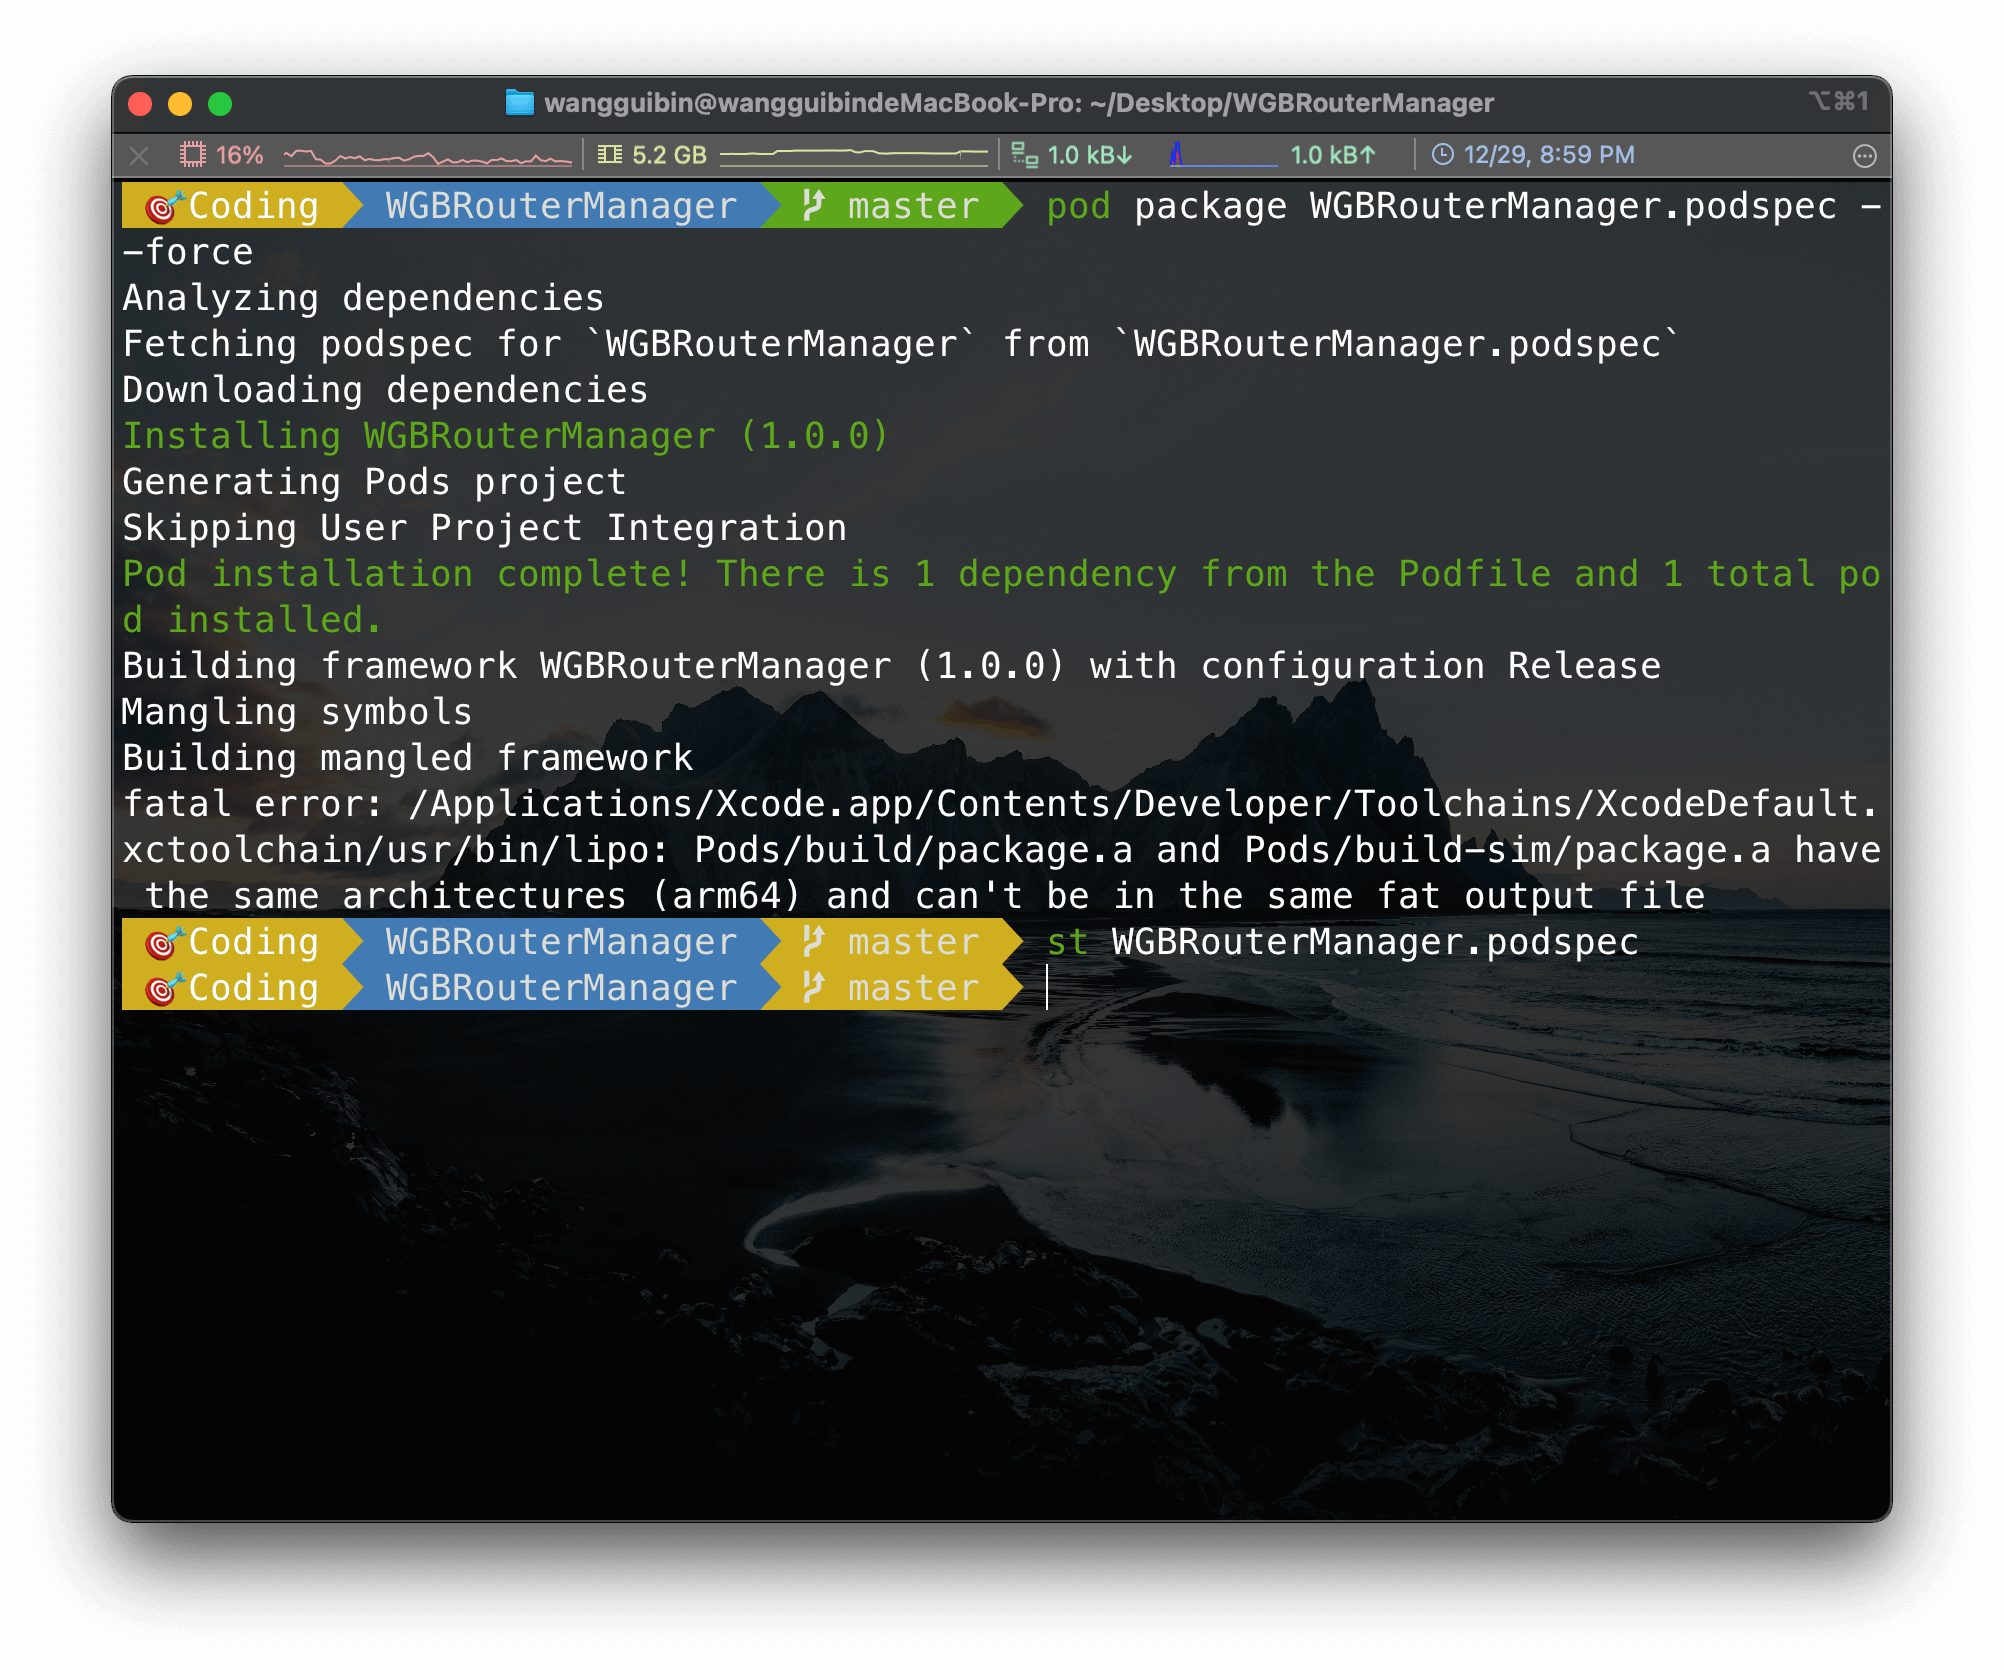 wangguibin@wangguibindeMacBook-Pro: ~/Desktop/WGBRouterManager ⌥⌘1
16% 5.2 GB 1.0 kB↓ 1.0 kB↑ 12/29, 8:59 PM
🎯Coding WGBRouterManager master pod package WGBRouterManager.podspec -
-force
Analyzing dependencies
Fetching podspec for `WGBRouterManager` from `WGBRouterManager.podspec`
Downloading dependencies
Installing WGBRouterManager (1.0.0)
Generating Pods project
Skipping User Project Integration
Pod installation complete! There is 1 dependency from the Podfile and 1 total po
d installed.
Building framework WGBRouterManager (1.0.0) with configuration Release
Mangling symbols
Building mangled framework
fatal error: /Applications/Xcode.app/Contents/Developer/Toolchains/XcodeDefault.
xctoolchain/usr/bin/lipo: Pods/build/package.a and Pods/build-sim/package.a have
 the same architectures (arm64) and can't be in the same fat output file
🎯Coding WGBRouterManager master st WGBRouterManager.podspec
🎯Coding WGBRouterManager master